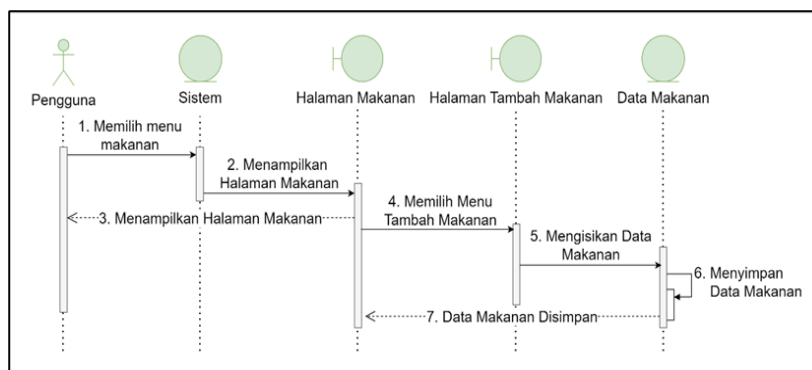 Pengguna
Sistem
Halaman Makanan
Halaman Tambah Makanan
Data Makanan
1. Memilih menu
makanan
2. Menampilkan
Halaman Makanan
3. Menampilkan Halaman Makanan
4. Memilih Menu
Tambah Makanan
5. Mengisikan Data
Makanan
6. Menyimpan
Data Makanan
7. Data Makanan Disimpan